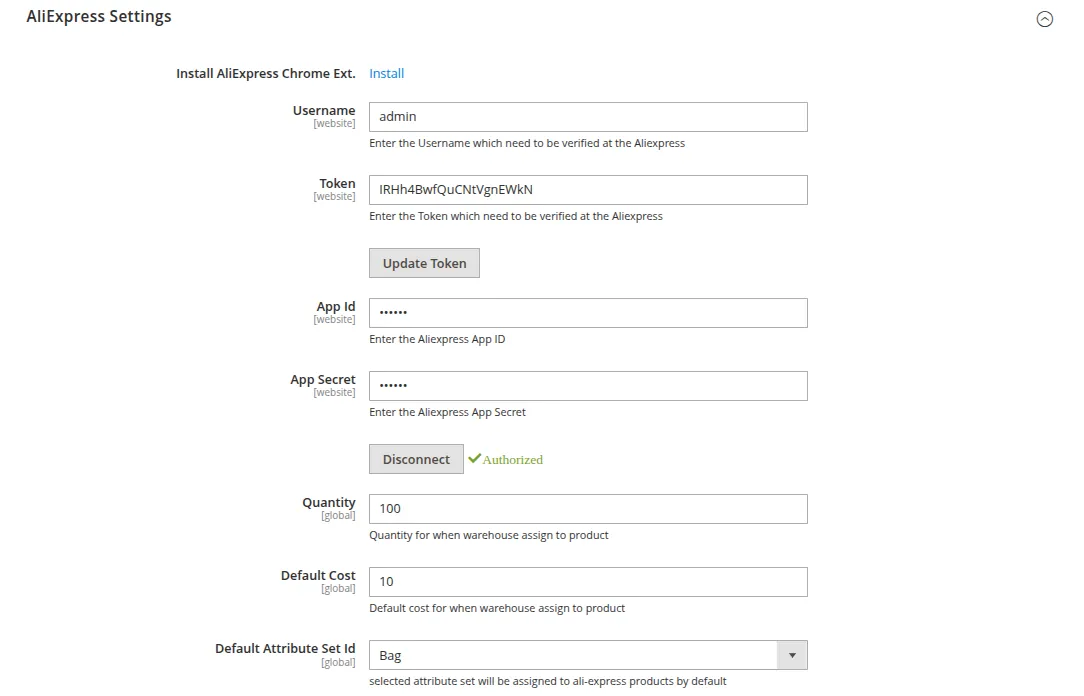 AliExpress Settings
Install AliExpress Chrome Ext. Install
Username admin
[website]
Enter the Username which need to be verified at the Aliexpress
Token IRHh4BwfQuCNtVgnEWkN
[website]
Enter the Token which need to be verified at the Aliexpress
Update Token
App Id ••••••
[website]
Enter the Aliexpress App ID
App Secret ••••••
[website]
Enter the Aliexpress App Secret
Disconnect Authorized
Quantity 100
[global]
Quantity for when warehouse assign to product
Default Cost 10
[global]
Default cost for when warehouse assign to product
Default Attribute Set Id Bag
[global]
selected attribute set will be assigned to ali-express products by default